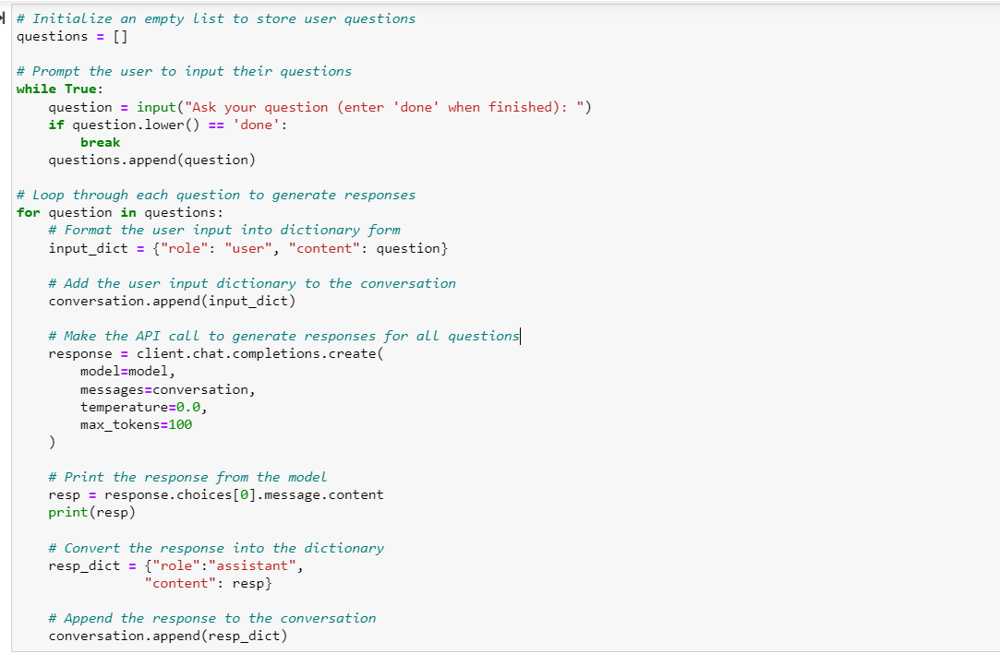 # Initialize an empty list to store user questions
questions = []

# Prompt the user to input their questions
while True:
    question = input("Ask your question (enter 'done' when finished): ")
    if question.lower() == 'done':
        break
    questions.append(question)

# Loop through each question to generate responses
for question in questions:
    # Format the user input into dictionary form
    input_dict = {"role": "user", "content": question}

    # Add the user input dictionary to the conversation
    conversation.append(input_dict)

    # Make the API call to generate responses for all questions
    response = client.chat.completions.create(
        model=model,
        messages=conversation,
        temperature=0.0,
        max_tokens=100
    )

    # Print the response from the model
    resp = response.choices[0].message.content
    print(resp)

    # Convert the response into the dictionary
    resp_dict = {"role":"assistant",
                "content": resp}

    # Append the response to the conversation
    conversation.append(resp_dict)